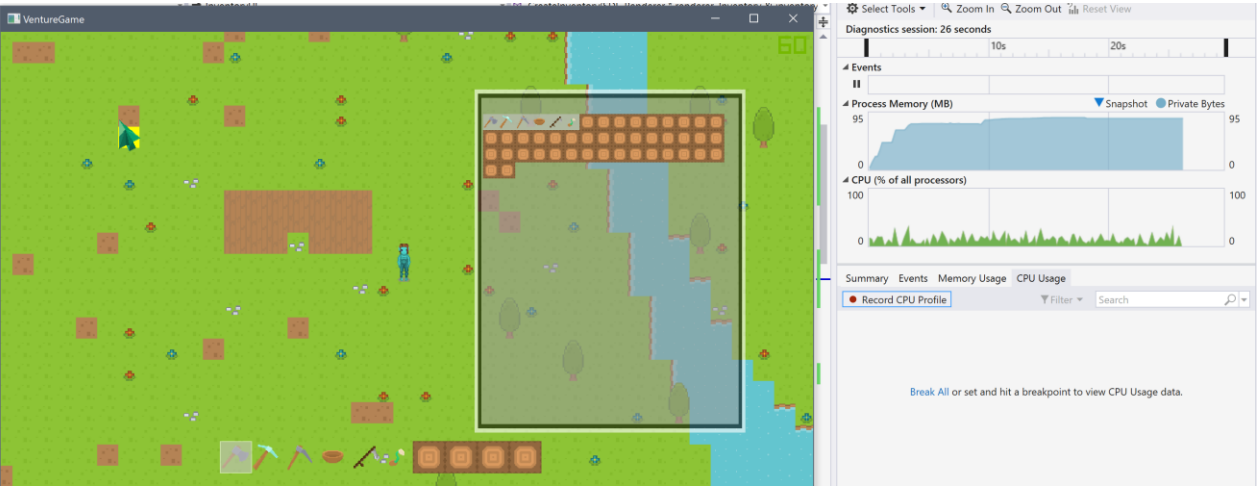 VentureGame
60
Select Tools
Zoom In
Zoom Out
Reset View
Diagnostics session: 26 seconds
10s
20s
Events
Process Memory (MB)
Snapshot
Private Bytes
95
95
0
0
CPU (% of all processors)
100
100
0
0
Summary
Events
Memory Usage
CPU Usage
Record CPU Profile
Filter
Search
Break All or set and hit a breakpoint to view CPU Usage data.